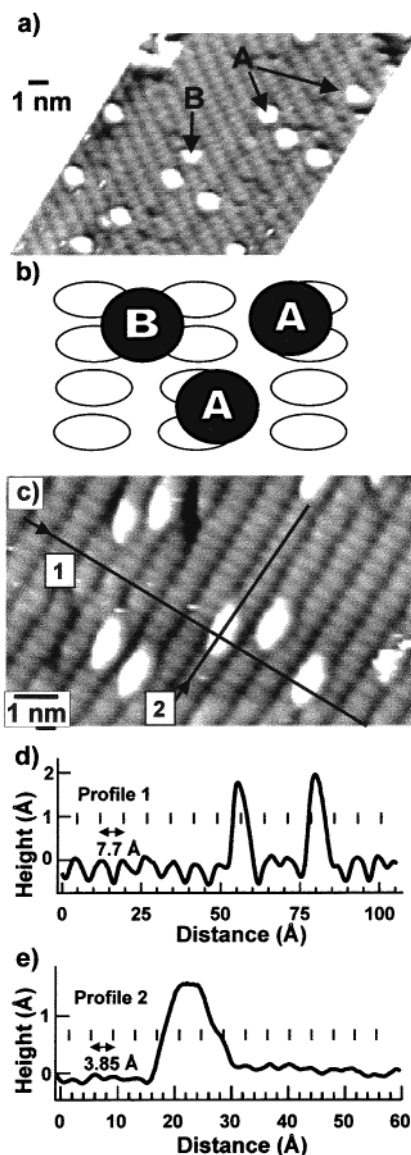 a)
1 nm
A
B
b)
B
A
A
c)
1
2
1 nm
d)
Height (Å)
2
1
0
Profile 1
7.7 Å
0
25
50
75
100
Distance (Å)
e)
Height (Å)
1
0
Profile 2
3.85 Å
0
10
20
30
40
50
60
Distance (Å)